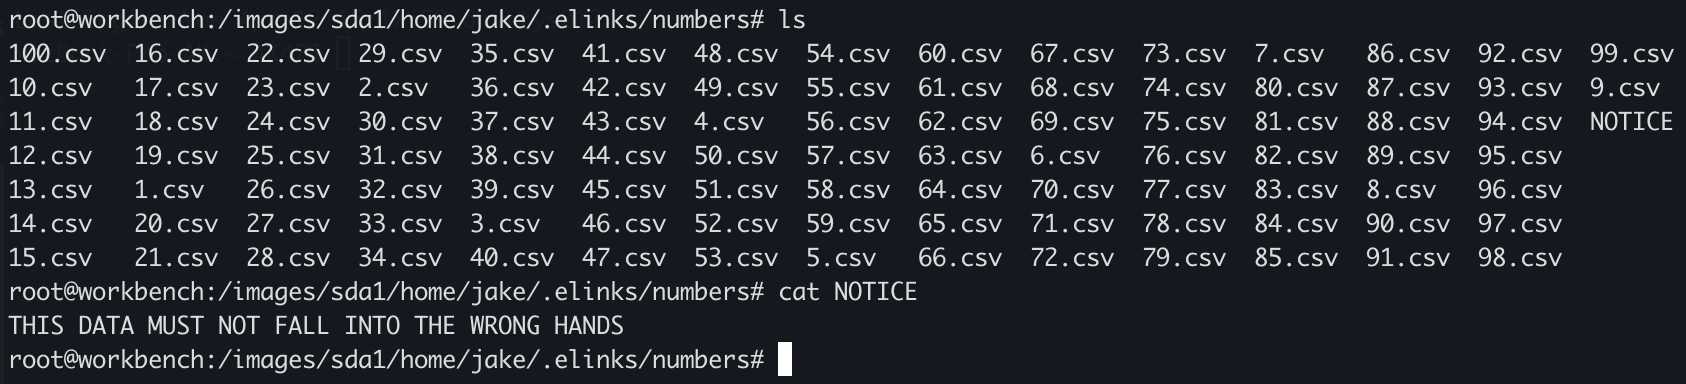 root@workbench:/images/sda1/home/jake/.elinks/numbers# ls
100.csv 16.csv 22.csv 29.csv 35.csv 41.csv 48.csv 54.csv 60.csv 67.csv 73.csv 7.csv 86.csv 92.csv 99.csv
10.csv 17.csv 23.csv 2.csv 36.csv 42.csv 49.csv 55.csv 61.csv 68.csv 74.csv 80.csv 87.csv 93.csv 9.csv
11.csv 18.csv 24.csv 30.csv 37.csv 43.csv 4.csv 56.csv 62.csv 69.csv 75.csv 81.csv 88.csv 94.csv NOTICE
12.csv 19.csv 25.csv 31.csv 38.csv 44.csv 50.csv 57.csv 63.csv 6.csv 76.csv 82.csv 89.csv 95.csv
13.csv 1.csv 26.csv 32.csv 39.csv 45.csv 51.csv 58.csv 64.csv 70.csv 77.csv 83.csv 8.csv 96.csv
14.csv 20.csv 27.csv 33.csv 3.csv 46.csv 52.csv 59.csv 65.csv 71.csv 78.csv 84.csv 90.csv 97.csv
15.csv 21.csv 28.csv 34.csv 40.csv 47.csv 53.csv 5.csv 66.csv 72.csv 79.csv 85.csv 91.csv 98.csv
root@workbench:/images/sda1/home/jake/.elinks/numbers# cat NOTICE
THIS DATA MUST NOT FALL INTO THE WRONG HANDS
root@workbench:/images/sda1/home/jake/.elinks/numbers#